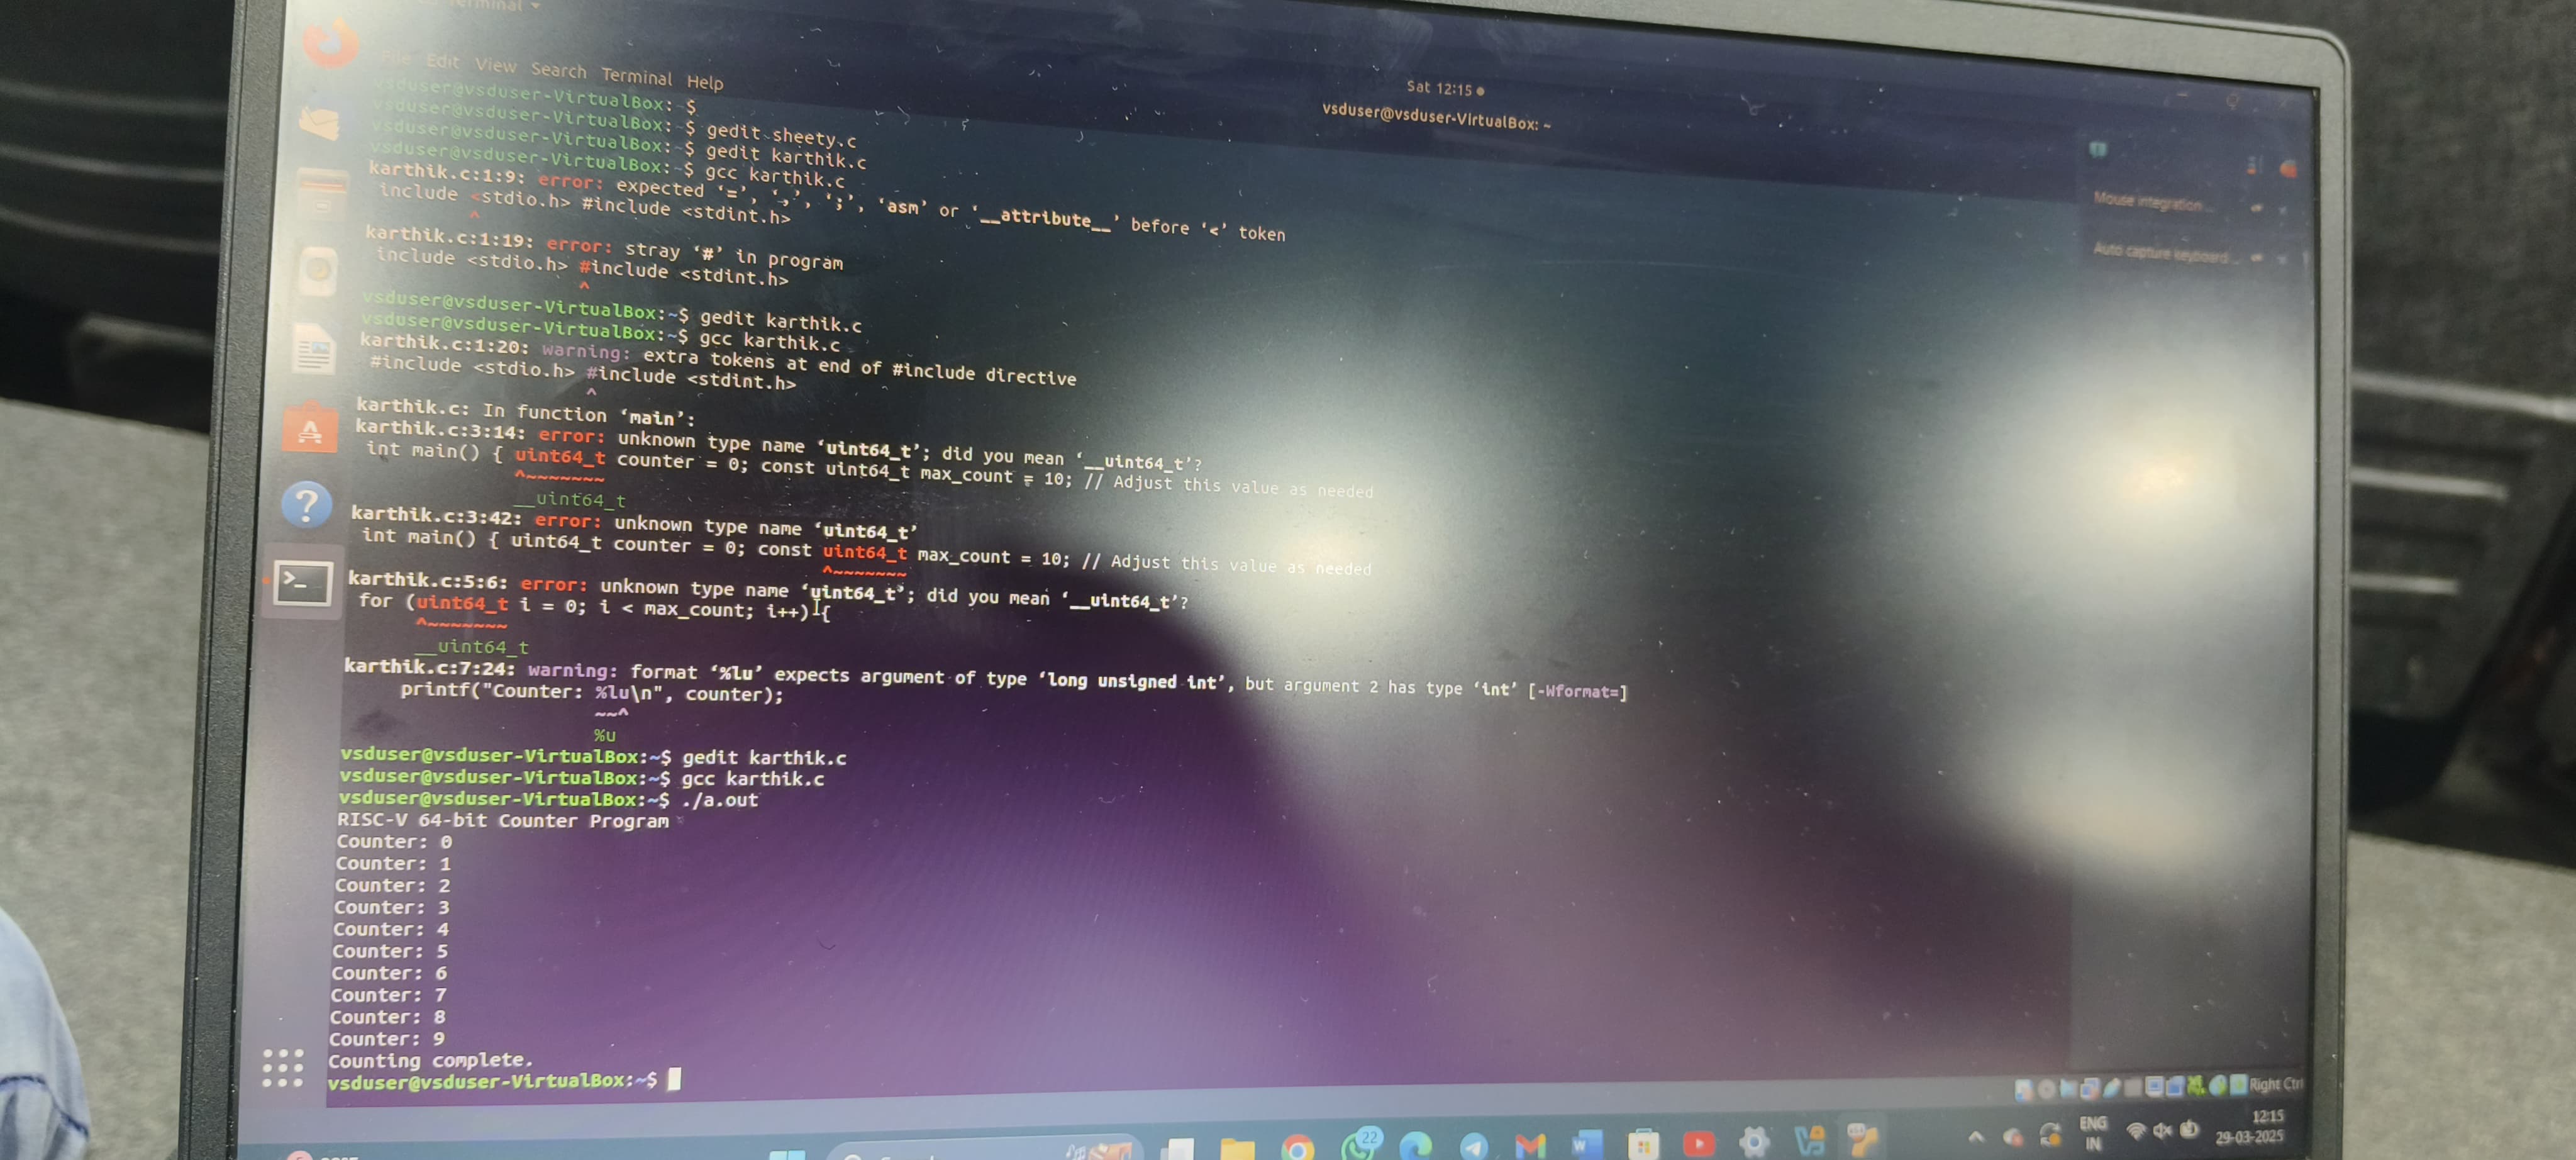 File Edit View Search Terminal Help
Sat 12:15
vsduser@vsduser-VirtualBox: ~
vsduser@vsduser-VirtualBox:~$
vsduser@vsduser-VirtualBox:~$ gedit sheety.c
vsduser@vsduser-VirtualBox:~$ gedit karthik.c
vsduser@vsduser-VirtualBox:~$ gcc karthik.c
karthik.c:1:9: error: expected ‘=’, ‘,’, ‘;’, ‘asm’ or ‘__attribute__’ before ‘<’ token
include <stdio.h> #include <stdint.h>
^
karthik.c:1:19: error: stray ‘#’ in program
include <stdio.h> #include <stdint.h>
^
vsduser@vsduser-VirtualBox:~$ gedit karthik.c
vsduser@vsduser-VirtualBox:~$ gcc karthik.c
karthik.c:1:20: warning: extra tokens at end of #include directive
#include <stdio.h> #include <stdint.h>
^
karthik.c: In function ‘main’:
karthik.c:3:14: error: unknown type name ‘uint64_t’; did you mean ‘__uint64_t’?
int main() { uint64_t counter = 0; const uint64_t max_count = 10; // Adjust this value as needed
^~~~~~~~
__uint64_t
karthik.c:3:42: error: unknown type name ‘uint64_t’
int main() { uint64_t counter = 0; const uint64_t max_count = 10; // Adjust this value as needed
^~~~~~~~
karthik.c:5:6: error: unknown type name ‘uint64_t’; did you mean ‘__uint64_t’?
for (uint64_t i = 0; i < max_count; i++) {
^~~~~~~~
__uint64_t
karthik.c:7:24: warning: format ‘%lu’ expects argument of type ‘long unsigned int’, but argument 2 has type ‘int’ [-Wformat=]
printf("Counter: %lu\n", counter);
~~^
%u
vsduser@vsduser-VirtualBox:~$ gedit karthik.c
vsduser@vsduser-VirtualBox:~$ gcc karthik.c
vsduser@vsduser-VirtualBox:~$ ./a.out
RISC-V 64-bit Counter Program
Counter: 0
Counter: 1
Counter: 2
Counter: 3
Counter: 4
Counter: 5
Counter: 6
Counter: 7
Counter: 8
Counter: 9
Counting complete.
vsduser@vsduser-VirtualBox:~$
Mouse integration ...
Auto capture keyboard ...
Right Ctrl
22
ENG
IN
12:15
29-03-2025